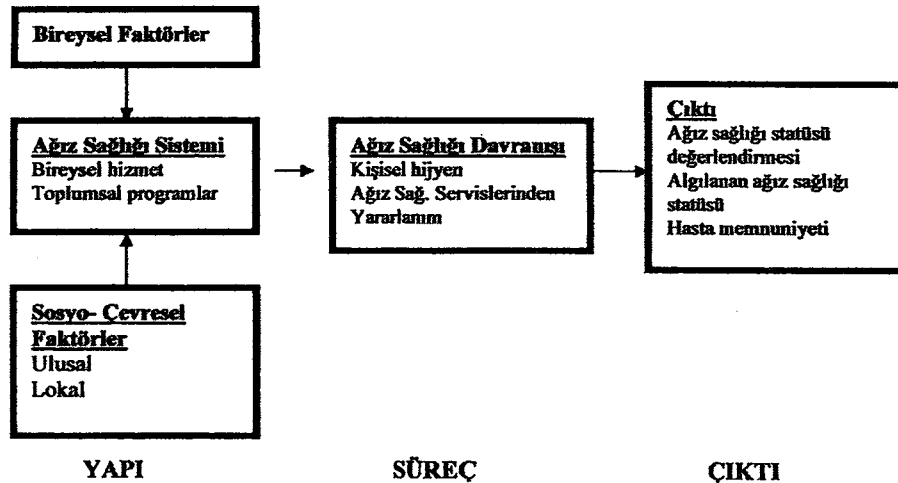 Bireysel Faktörler
Ağız Sağlığı Sistemi
Bireysel hizmet
Toplumsal programlar
Sosyo- Çevresel
Faktörler
Ulusal
Lokal
Ağız Sağlığı Davranışı
Kişisel hijyen
Ağız Sağ. Servislerinden
Yararlanım
Çıktı
Ağız sağlığı statüsü
değerlendirmesi
Algılanan ağız sağlığı
statüsü
Hasta memnuniyeti
YAPI
SÜREÇ
ÇIKTI